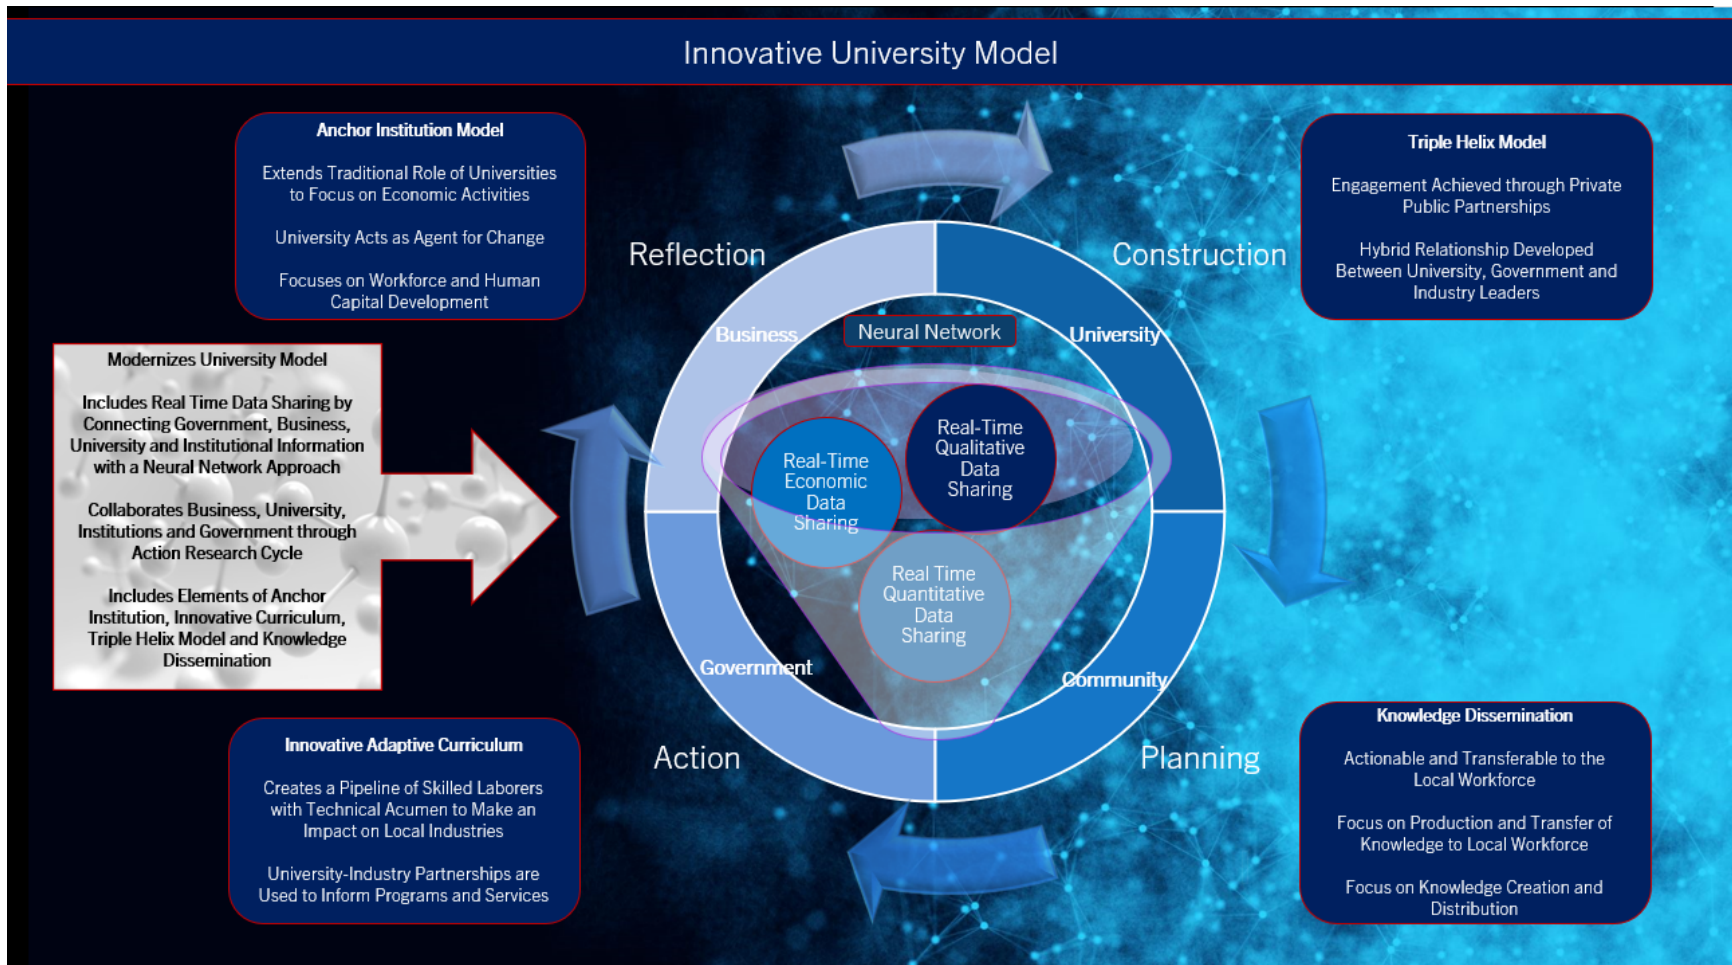 Innovative University Model
Anchor Institution Model
Extends Traditional Role of Universities
to Focus on Economic Activities
University Acts as Agent for Change
Focuses on Workforce and Human
Capital Development
Triple Helix Model
Engagement Achieved through Private
Public Partnerships
Hybrid Relationship Developed
Between University, Government and
Industry Leaders
Reflection
Construction
Business
Neural Network
University
Modernizes University Model
Includes Real Time Data Sharing by
Connecting Government, Business,
University and Institutional Information
with a Neural Network Approach
Collaborates Business, University,
Institutions and Government through
Action Research Cycle
Includes Elements of Anchor
Institution, Innovative Curriculum,
Triple Helix Model and Knowledge
Dissemination
Real-Time
Economic
Data
Sharing
Real-Time
Qualitative
Data
Sharing
Real Time
Quantitative
Data
Sharing
Government
Community
Action
Planning
Innovative Adaptive Curriculum
Creates a Pipeline of Skilled Laborers
with Technical Acumen to Make an
Impact on Local Industries
University-Industry Partnerships are
Used to Inform Programs and Services
Knowledge Dissemination
Actionable and Transferable to the
Local Workforce
Focus on Production and Transfer of
Knowledge to Local Workforce
Focus on Knowledge Creation and
Distribution